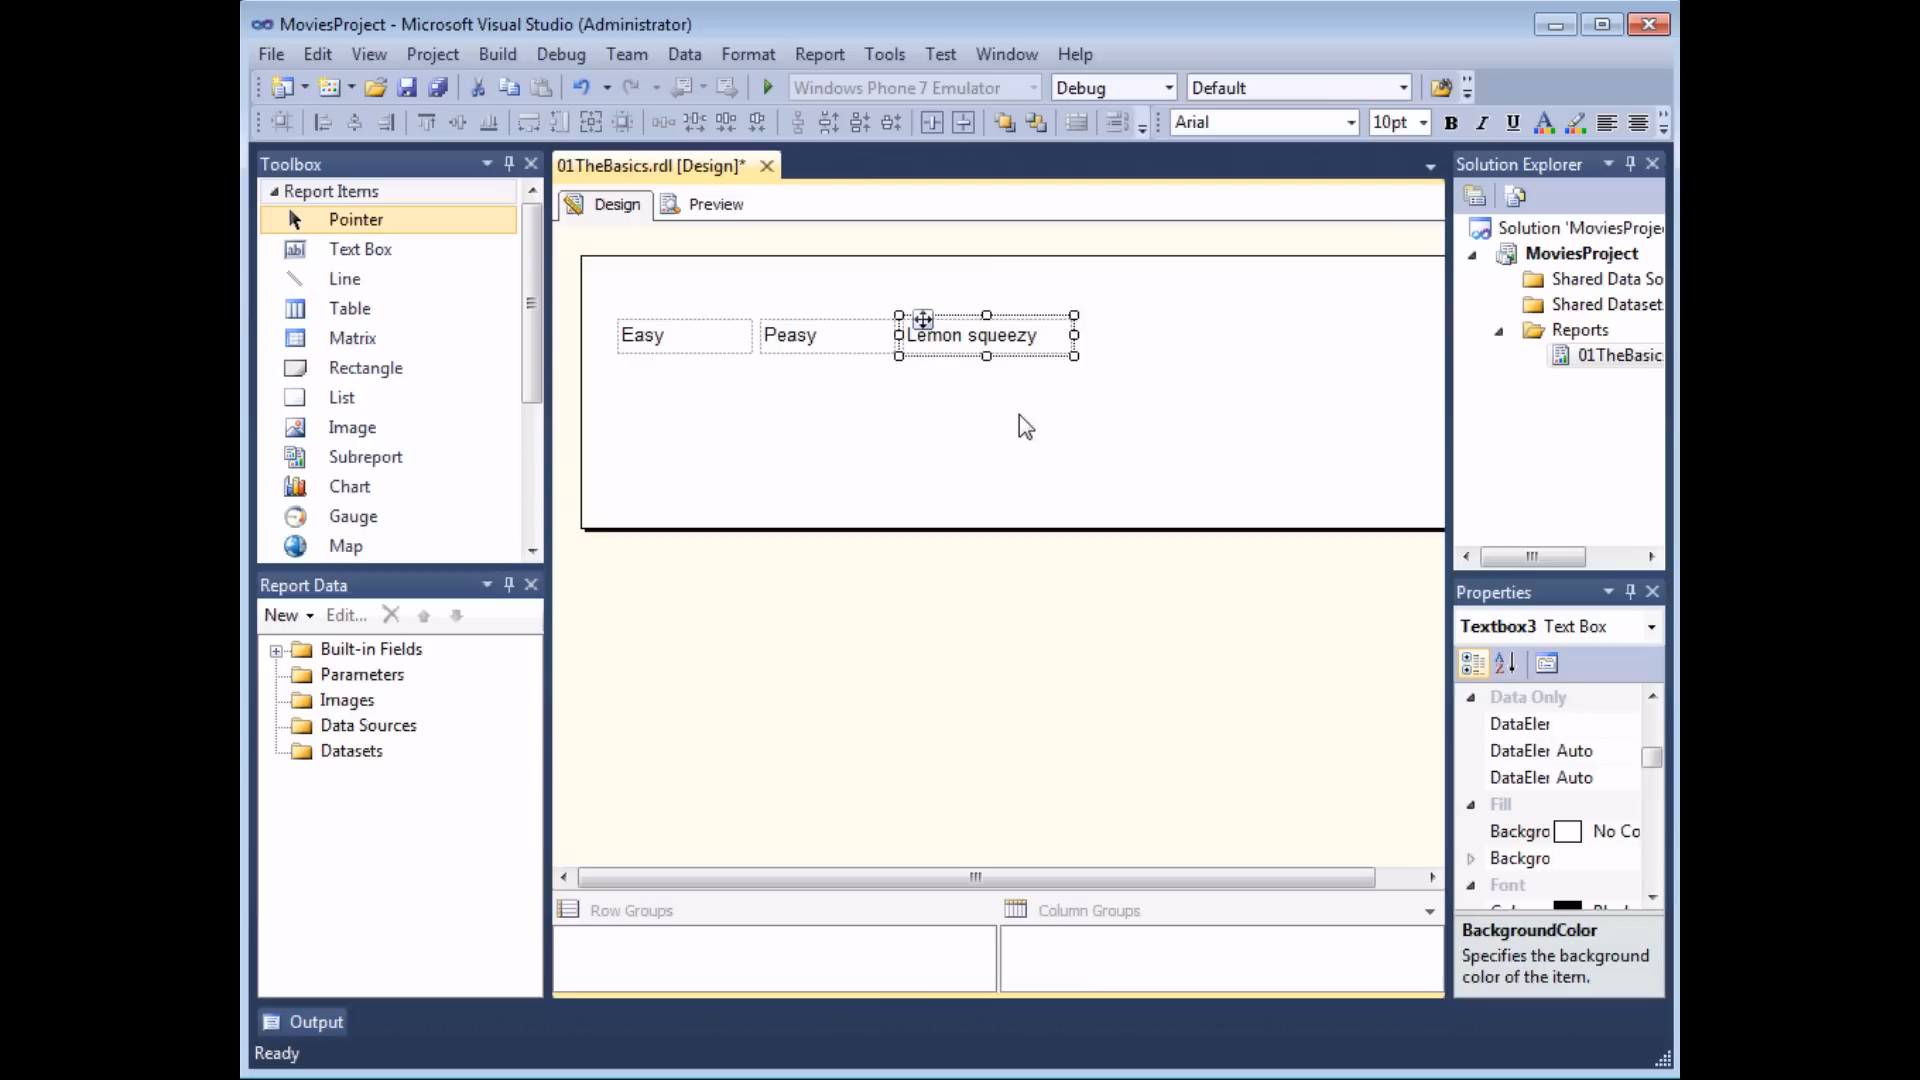 MoviesProject - Microsoft Visual Studio (Administrator)
File Edit View Project Build Debug Team Data Format Report Tools Test Window Help
Windows Phone 7 Emulator Debug Default
Arial 10pt B I U A
Toolbox
Report Items
Pointer
Text Box
Line
Table
Matrix
Rectangle
List
Image
Subreport
Chart
Gauge
Map
Report Data
New Edit...
Built-in Fields
Parameters
Images
Data Sources
Datasets
01TheBasics.rdl [Design]*
Design Preview
Easy Peasy Lemon squeezy
Row Groups Column Groups
Solution Explorer
Solution 'MoviesProje
MoviesProject
Shared Data So
Shared Dataset
Reports
01TheBasic
Properties
Textbox3 Text Box
Data Only
DataEler
DataEler Auto
DataEler Auto
Fill
Backgro No Co
Backgro
Font
BackgroundColor
Specifies the background
color of the item.
Output
Ready